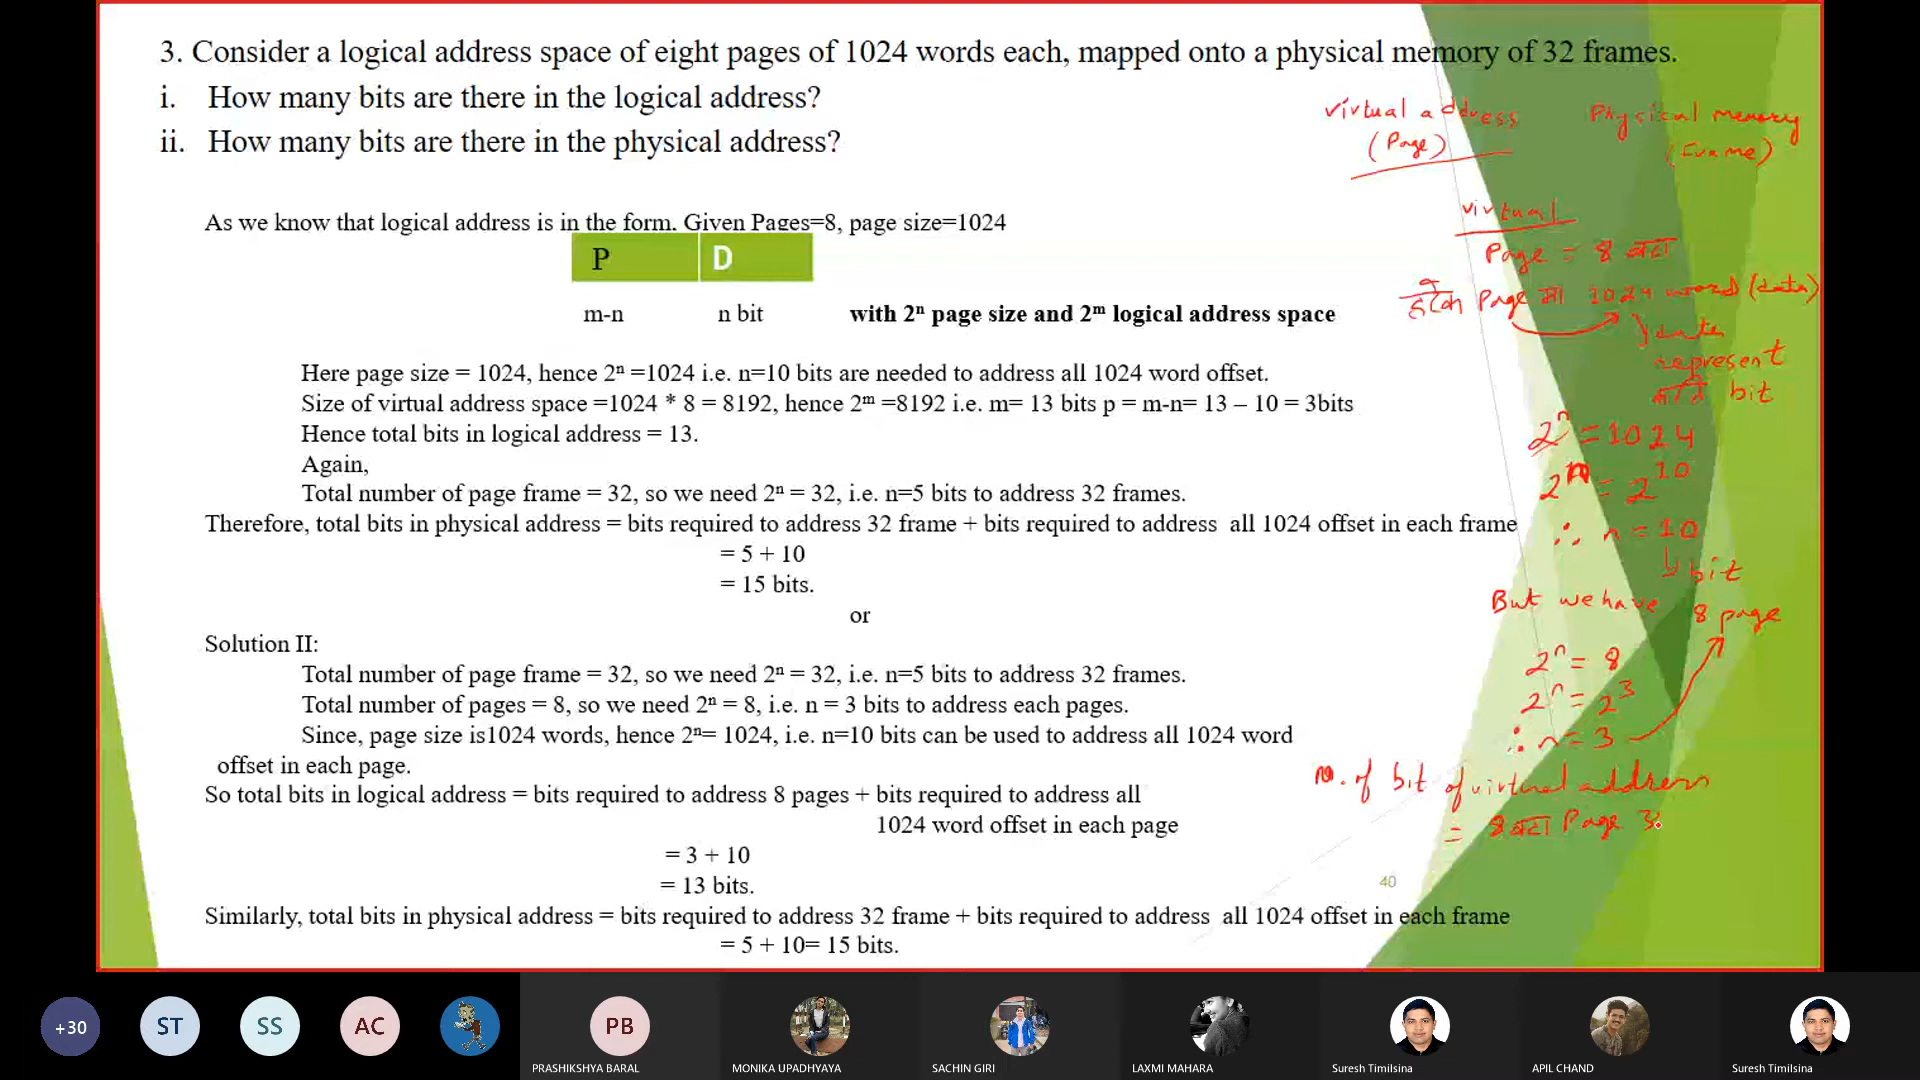 3. Consider a logical address space of eight pages of 1024 words each, mapped onto a physical memory of 32 frames.
i. How many bits are there in the logical address?
ii. How many bits are there in the physical address?
As we know that logical address is in the form. Given Pages=8, page size=1024
P D
m-n n bit with 2ⁿ page size and 2ᵐ logical address space
Here page size = 1024, hence 2ⁿ =1024 i.e. n=10 bits are needed to address all 1024 word offset.
Size of virtual address space =1024 * 8 = 8192, hence 2ᵐ =8192 i.e. m= 13 bits p = m-n= 13 – 10 = 3bits
Hence total bits in logical address = 13.
Again,
Total number of page frame = 32, so we need 2ⁿ = 32, i.e. n=5 bits to address 32 frames.
Therefore, total bits in physical address = bits required to address 32 frame + bits required to address all 1024 offset in each frame
= 5 + 10
= 15 bits.
or
Solution II:
Total number of page frame = 32, so we need 2ⁿ = 32, i.e. n=5 bits to address 32 frames.
Total number of pages = 8, so we need 2ⁿ = 8, i.e. n = 3 bits to address each pages.
Since, page size is1024 words, hence 2ⁿ= 1024, i.e. n=10 bits can be used to address all 1024 word
offset in each page.
So total bits in logical address = bits required to address 8 pages + bits required to address all
1024 word offset in each page
= 3 + 10
= 13 bits.
Similarly, total bits in physical address = bits required to address 32 frame + bits required to address all 1024 offset in each frame
= 5 + 10= 15 bits.
40
virtual address
(Page)
Physical memory
(Frame)
virtual
Page = 8 वटा
Page मा 1024 word (data)
data
represent
bit
2ⁿ = 1024
2ⁿ = 2¹⁰
∴ n = 10
bit
But we have 8 page
2ⁿ = 8
2ⁿ = 2³
∴ n = 3
no. of bit of virtual address
= 8 वटा Page 3
+30
ST
SS
AC
PB
PRASHIKSHYA BARAL
MONIKA UPADHYAYA
SACHIN GIRI
LAXMI MAHARA
Suresh Timilsina
APIL CHAND
Suresh Timilsina